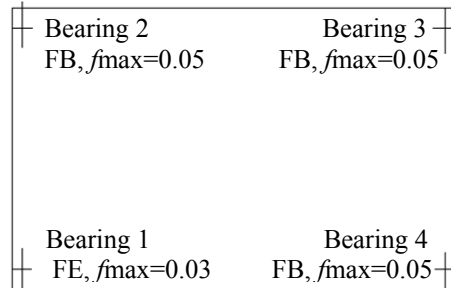 Bearing 2
FB, fmax=0.05
Bearing 3
FB, fmax=0.05
Bearing 1
FE, fmax=0.03
Bearing 4
FB, fmax=0.05